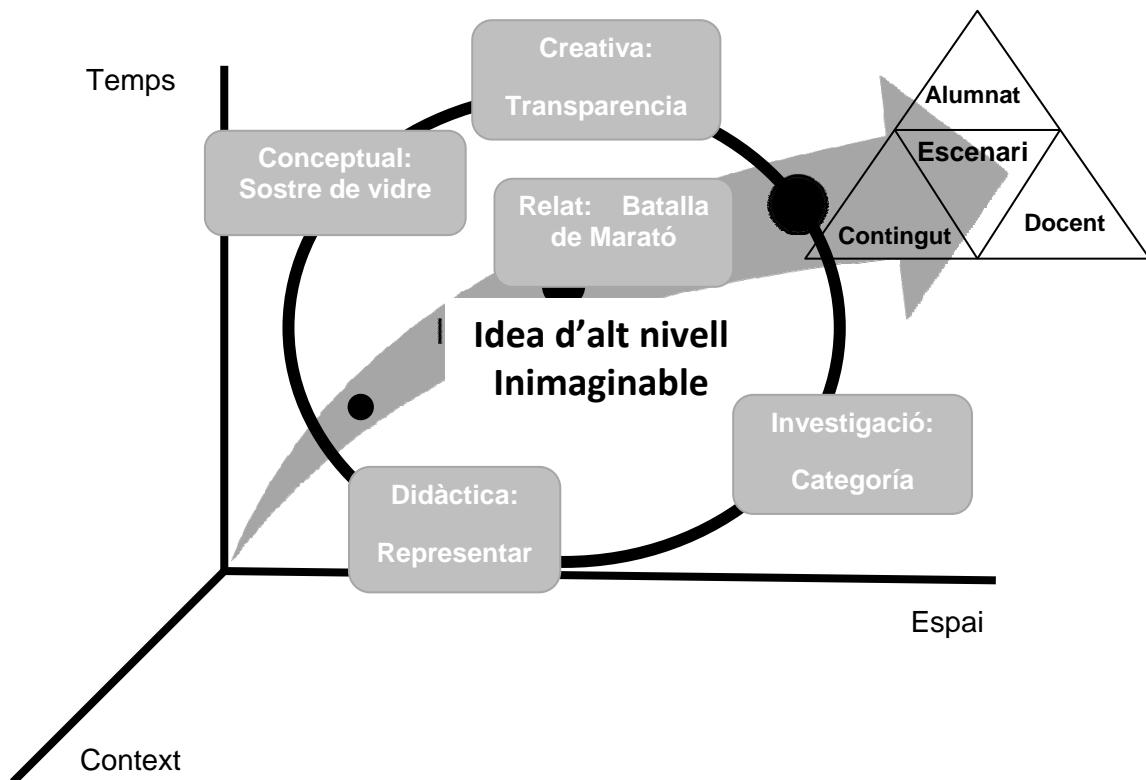 Creativa:
Transparencia
Temps
Alumnat
Conceptual:
Sostre de vidre
Escenari
Relat: Batalla
de Marató
Contingut
Docent
Idea d’alt nivell
Inimaginable
Investigació:
Categoría
Didàctica:
Representar
Espai
Context